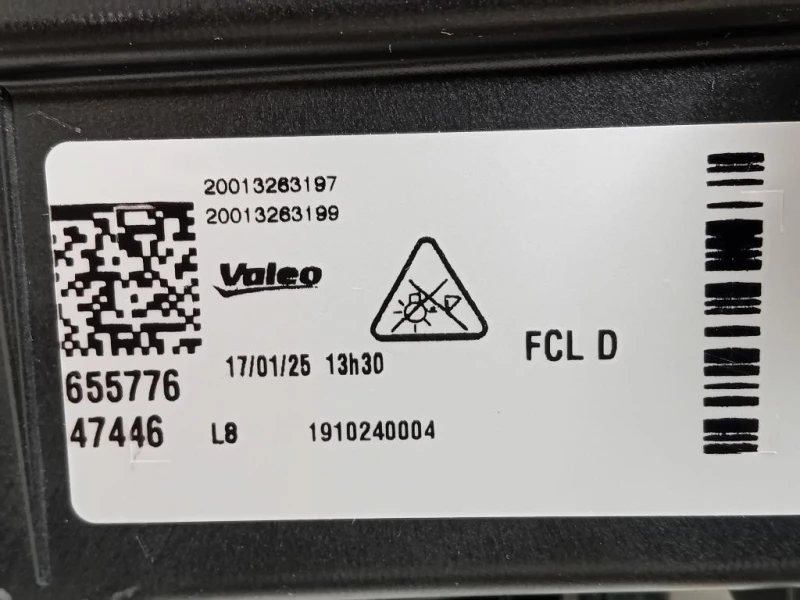 20013263197
20013263199
Valeo
17/01/25 13h30
FCL D
655776
47446 L8 1910240004